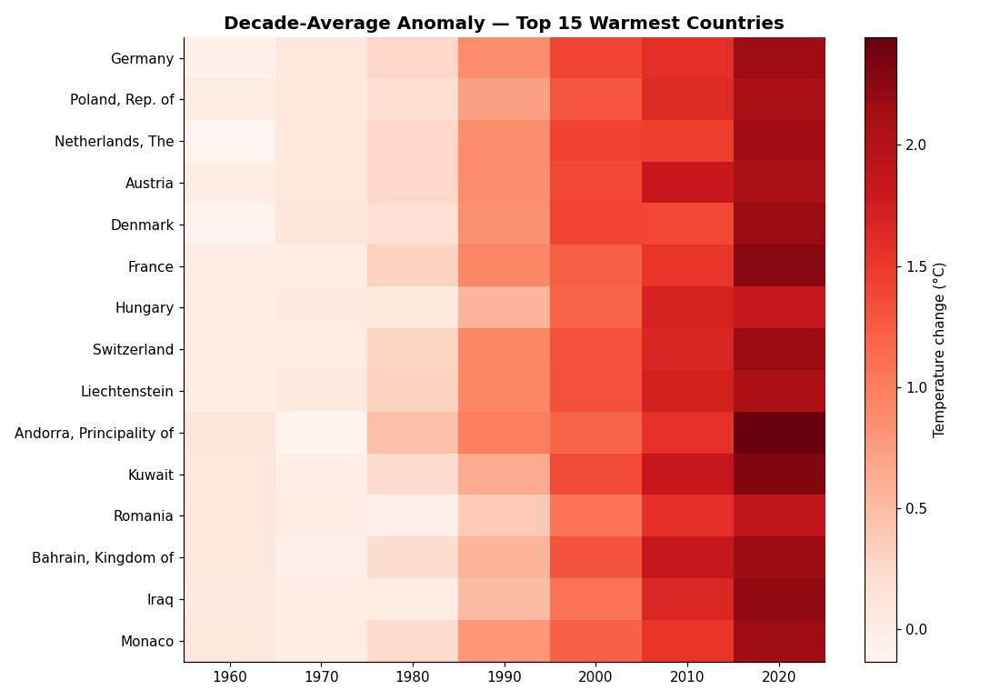 Decade-Average Anomaly — Top 15 Warmest Countries
Germany
Poland, Rep. of
Netherlands, The
Austria
Denmark
France
Hungary
Switzerland
Liechtenstein
Andorra, Principality of
Kuwait
Romania
Bahrain, Kingdom of
Iraq
Monaco
1960 1970 1980 1990 2000 2010 2020
2.0
1.5
1.0
0.5
0.0
Temperature change (°C)